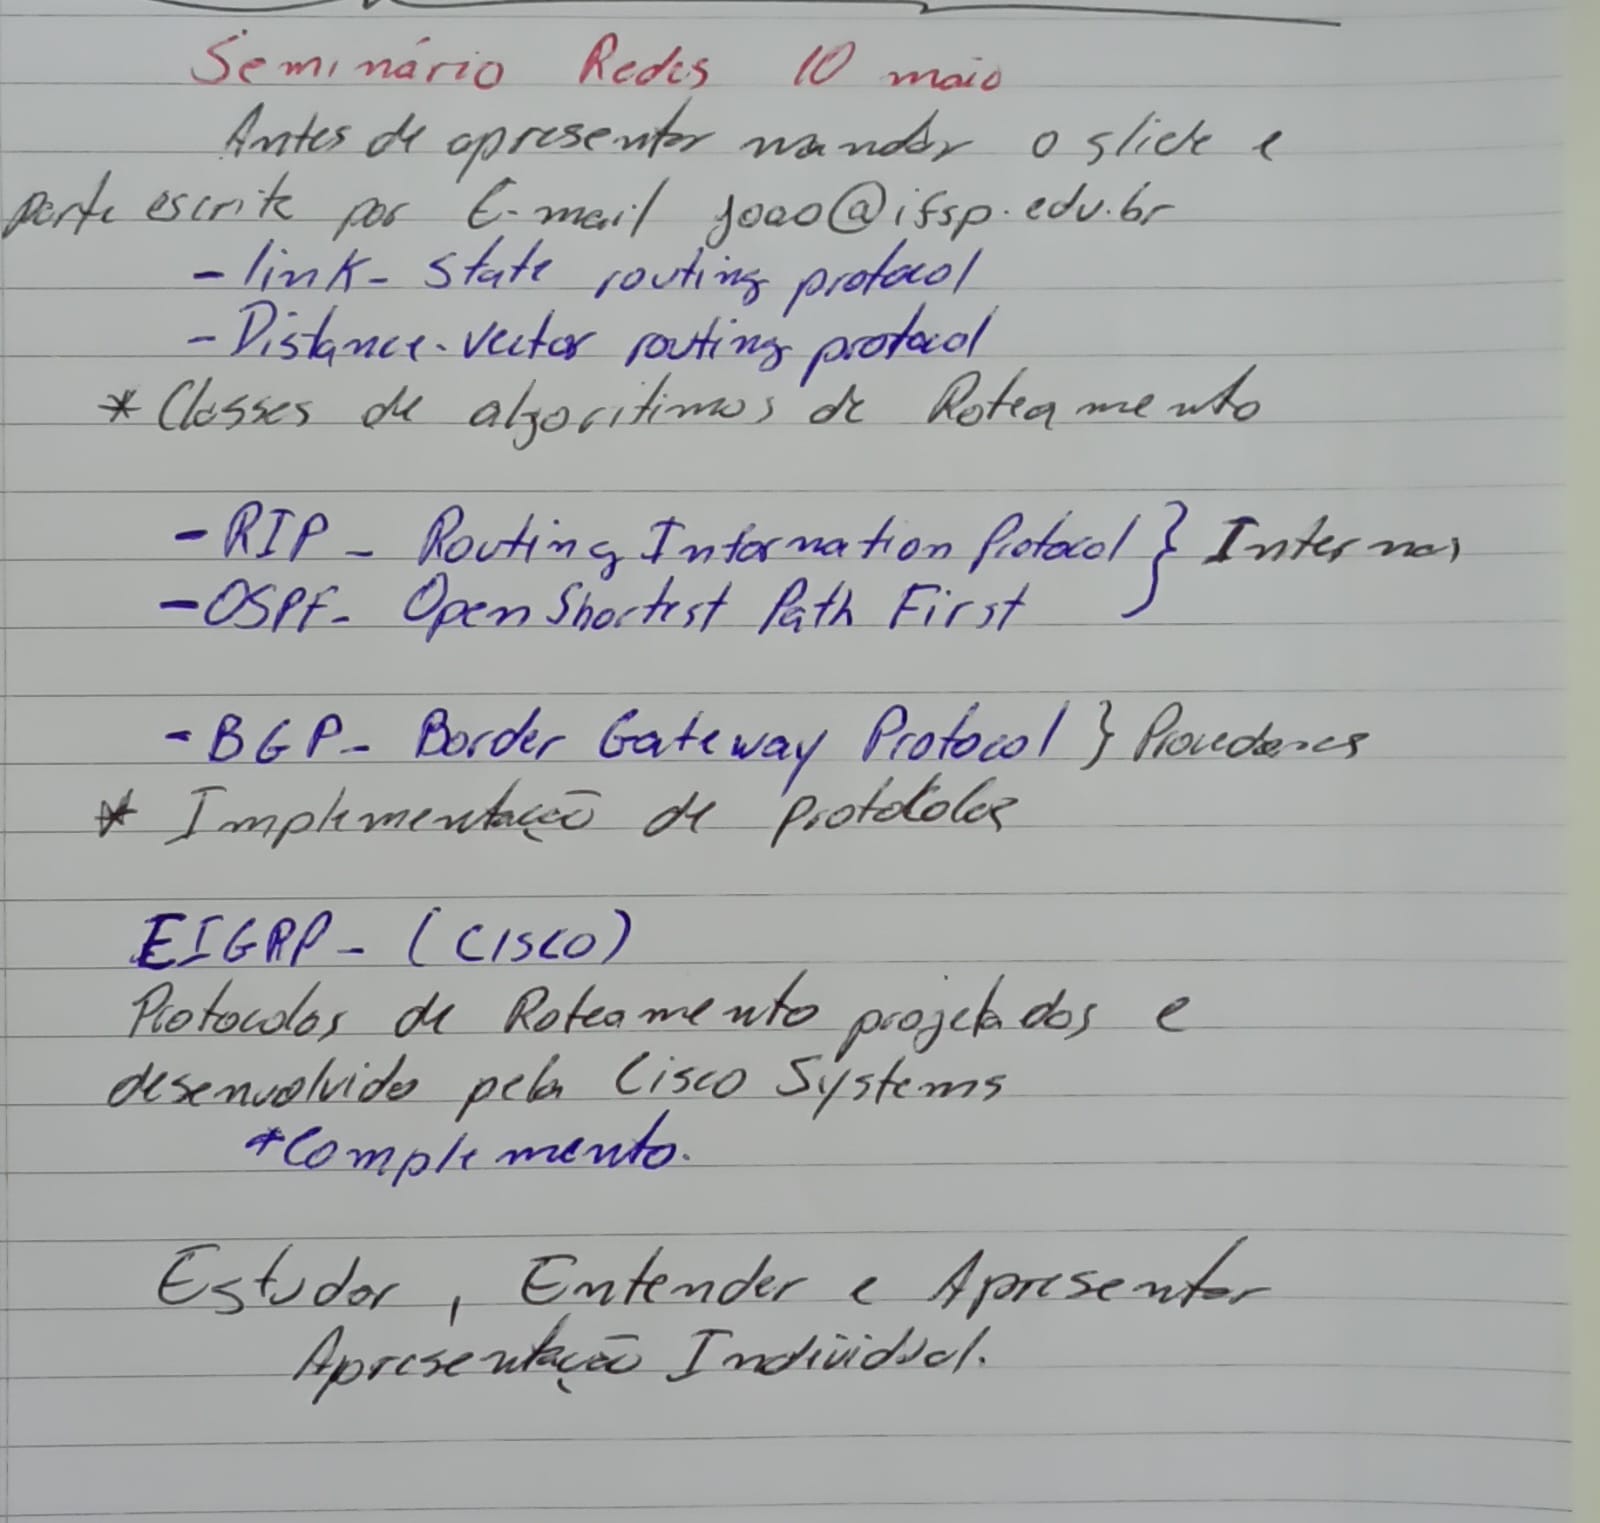 Seminário Redes 10 maio
Antes de apresentar mandar o slide e
parte escrita por E-mail joao@ifsp.edu.br
- link-state routing protocol
- Distance-vector routing protocol
* Classes de algoritimos de Roteamento
- RIP - Routing Information Protocol } Internas
- OSPF - Open Shortest Path First
- BGP - Border Gateway Protocol } Provedores
* Implementação de protokolos
EIGRP - (CISCO)
Protocolos de Roteamento projetados e
desenvolvido pela Cisco Systems
*Complemento.
Estudar, Entender e Apresentar
Apresentação Individual.